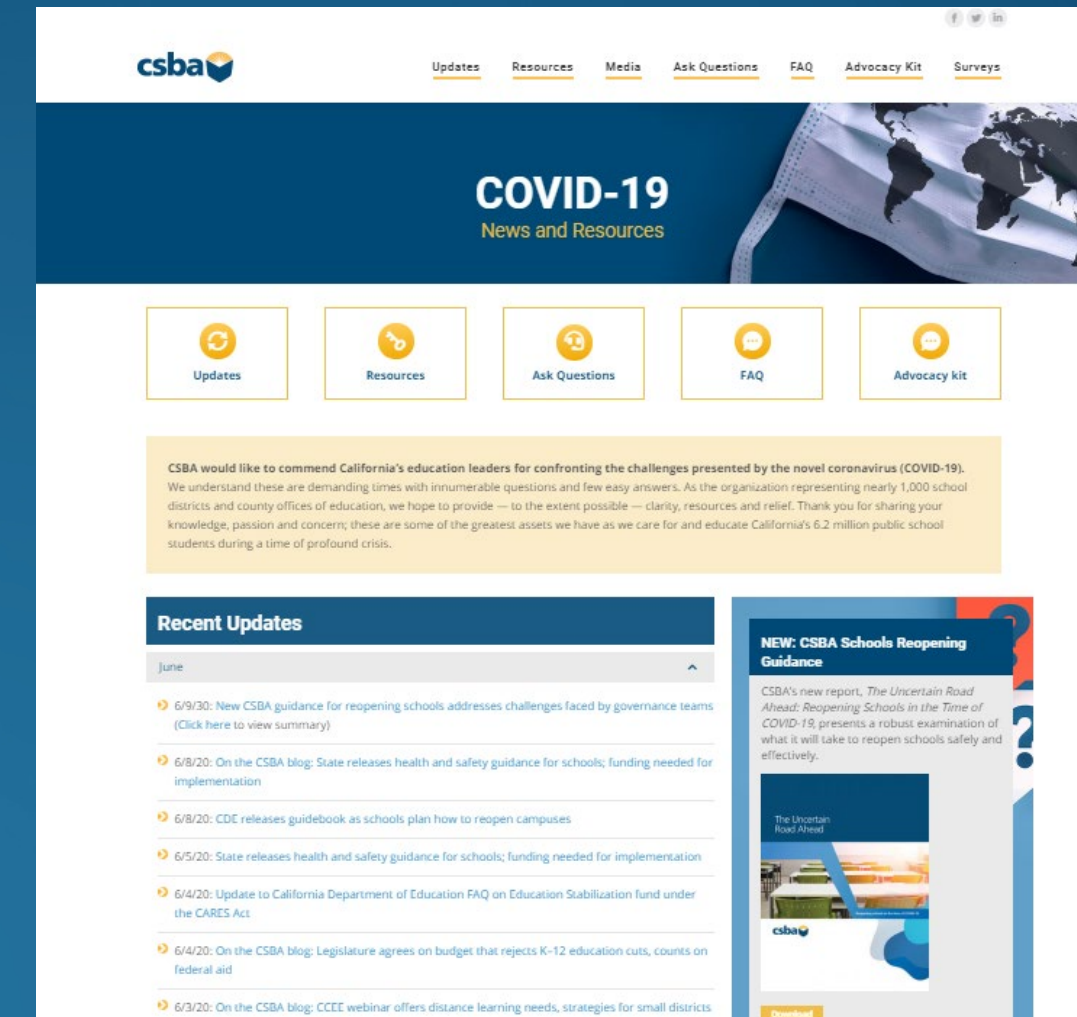 f in
csba
Updates Resources Media Ask Questions FAQ Advocacy Kit Surveys
COVID-19
News and Resources
Updates Resources Ask Questions FAQ Advocacy kit
CSBA would like to commend California's education leaders for confronting the challenges presented by the novel coronavirus (COVID-19).
We understand these are demanding times with innumerable questions and few easy answers. As the organization representing nearly 1,000 school
districts and county offices of education, we hope to provide — to the extent possible — clarity, resources and relief. Thank you for sharing your
knowledge, passion and concern; these are some of the greatest assets we have as we care for and educate California's 6.2 million public school
students during a time of profound crisis.
Recent Updates
June
6/9/30: New CSBA guidance for reopening schools addresses challenges faced by governance teams
(Click here to view summary)
6/8/20: On the CSBA blog: State releases health and safety guidance for schools; funding needed for
implementation
6/8/20: CDE releases guidebook as schools plan how to reopen campuses
6/5/20: State releases health and safety guidance for schools; funding needed for implementation
6/4/20: Update to California Department of Education FAQ on Education Stabilization fund under
the CARES Act
6/4/20: On the CSBA blog: Legislature agrees on budget that rejects K–12 education cuts, counts on
federal aid
6/3/20: On the CSBA blog: CCEE webinar offers distance learning needs, strategies for small districts
NEW: CSBA Schools Reopening
Guidance
CSBA's new report, The Uncertain Road
Ahead: Reopening Schools in the Time of
COVID-19, presents a robust examination of
what it will take to reopen schools safely and
effectively.
The Uncertain
Road Ahead
csba
Download